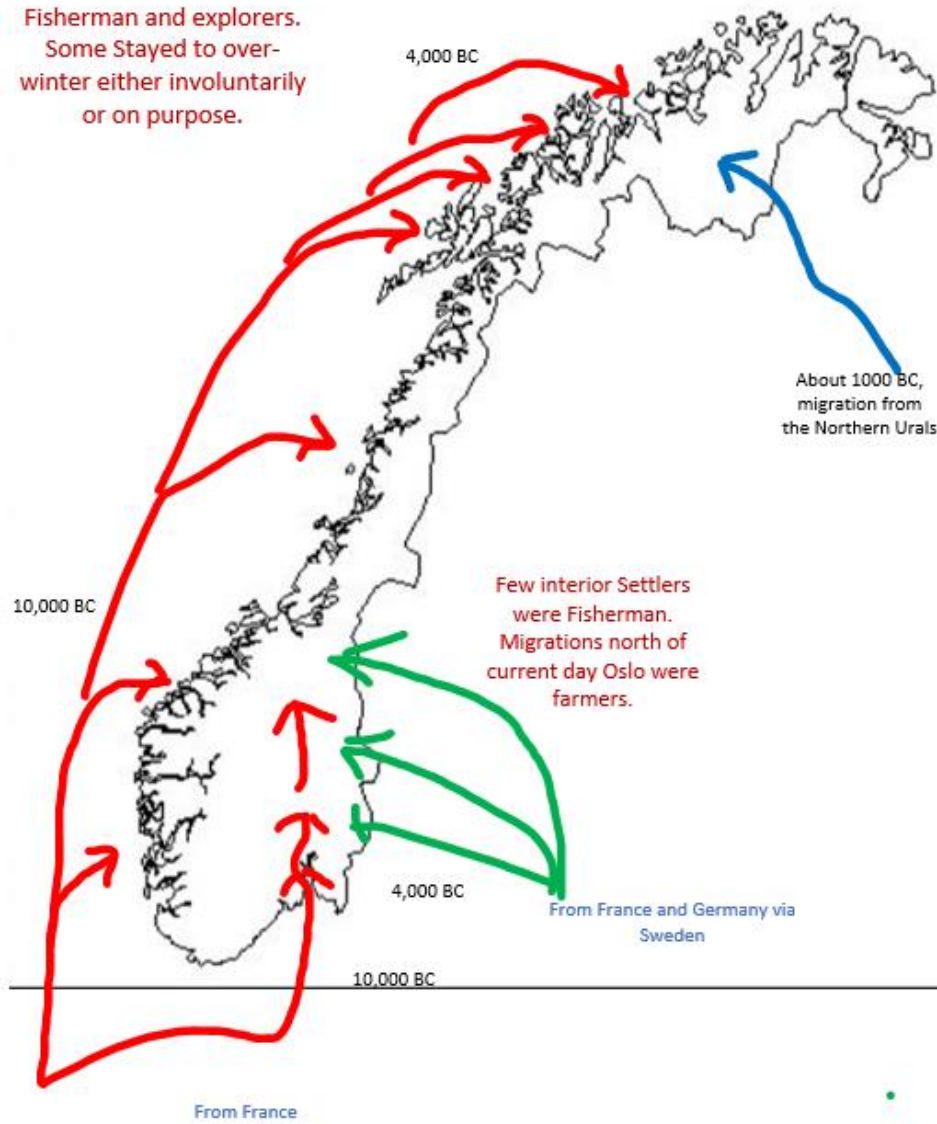 Fisherman and explorers.
Some Stayed to over-
winter either involuntarily
or on purpose.
4,000 BC
About 1000 BC,
migration from
the Northern Urals
10,000 BC
Few interior Settlers
were Fisherman.
Migrations north of
current day Oslo were
farmers.
4,000 BC
From France and Germany via
Sweden
10,000 BC
From France